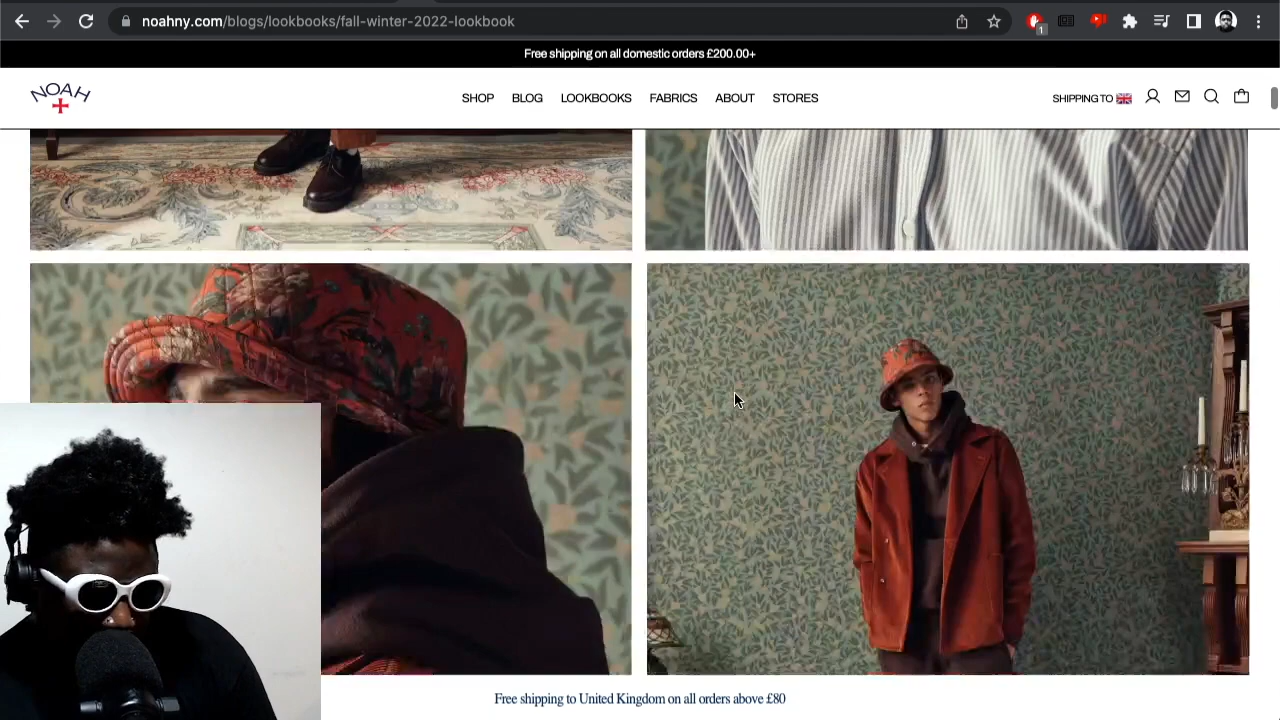 noahny.com/blogs/lookbooks/fall-winter-2022-lookbook
1
Free shipping on all domestic orders £200.00+
NOAH
SHOP BLOG LOOKBOOKS FABRICS ABOUT STORES
SHIPPING TO
Free shipping to United Kingdom on all orders above £80